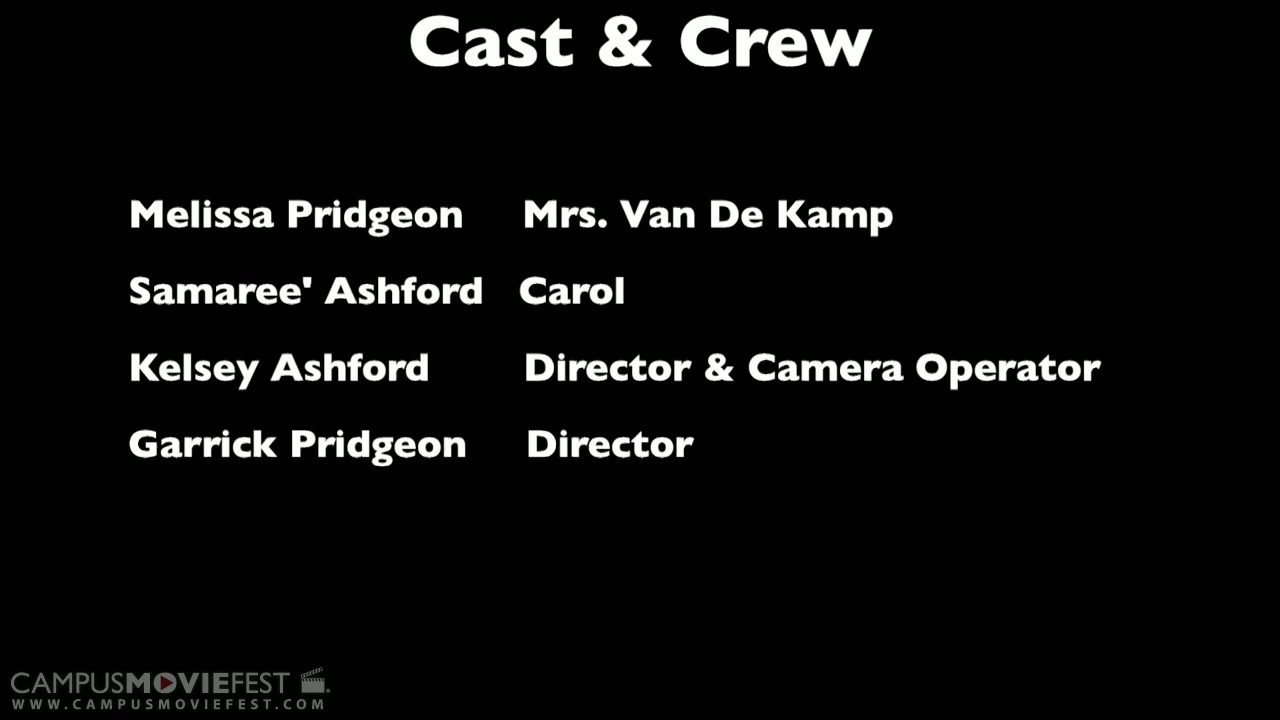 Cast & Crew
Melissa Pridgeon Mrs. Van De Kamp
Samaree' Ashford Carol
Kelsey Ashford Director & Camera Operator
Garrick Pridgeon Director
CAMPUSMOVIEFEST
WWW.CAMPUSMOVIEFEST.COM